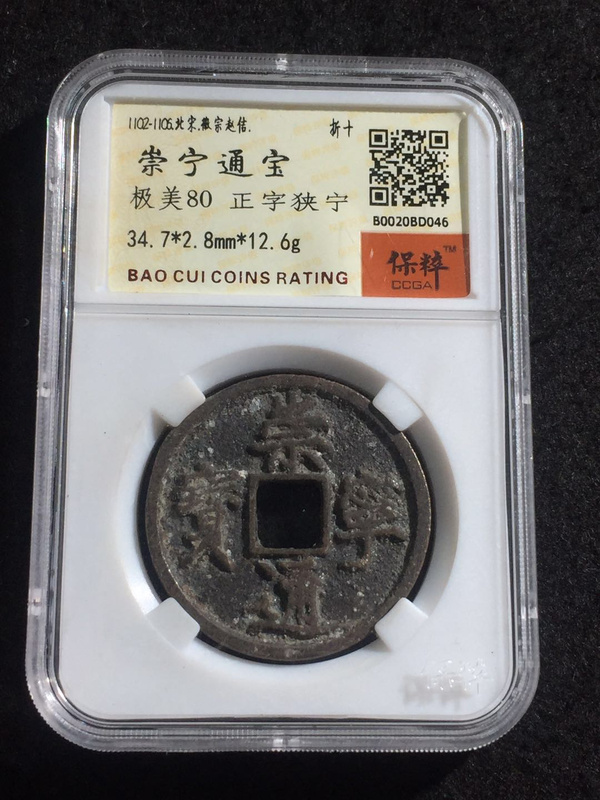 1102-1106.北宋.徽宗赵佶.
折十
崇宁通宝
极美80 正字狭宁
B0020BD046
34.7*2.8mm*12.6g
保粹™
CCGA
BAO CUI COINS RATING
崇
寶 寧
通